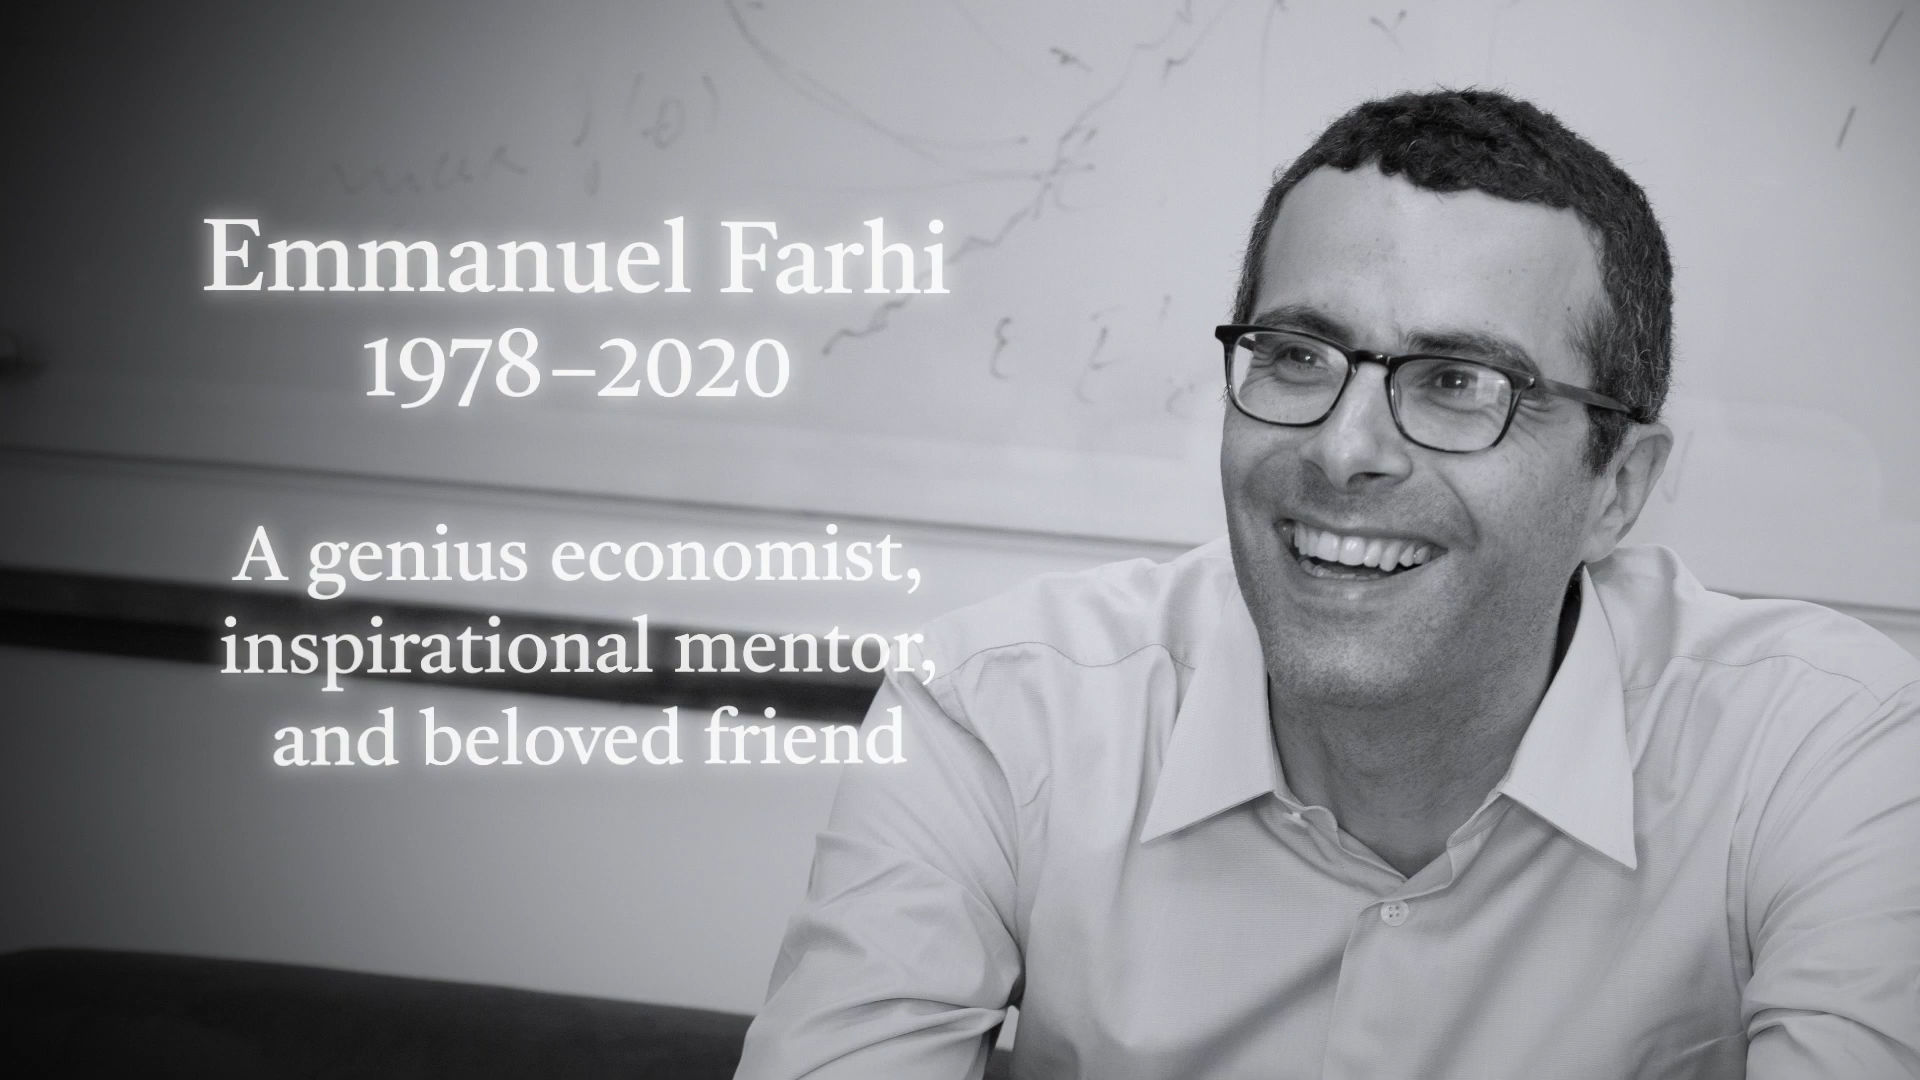 Emmanuel Farhi
1978–2020
A genius economist,
inspirational mentor,
and beloved friend